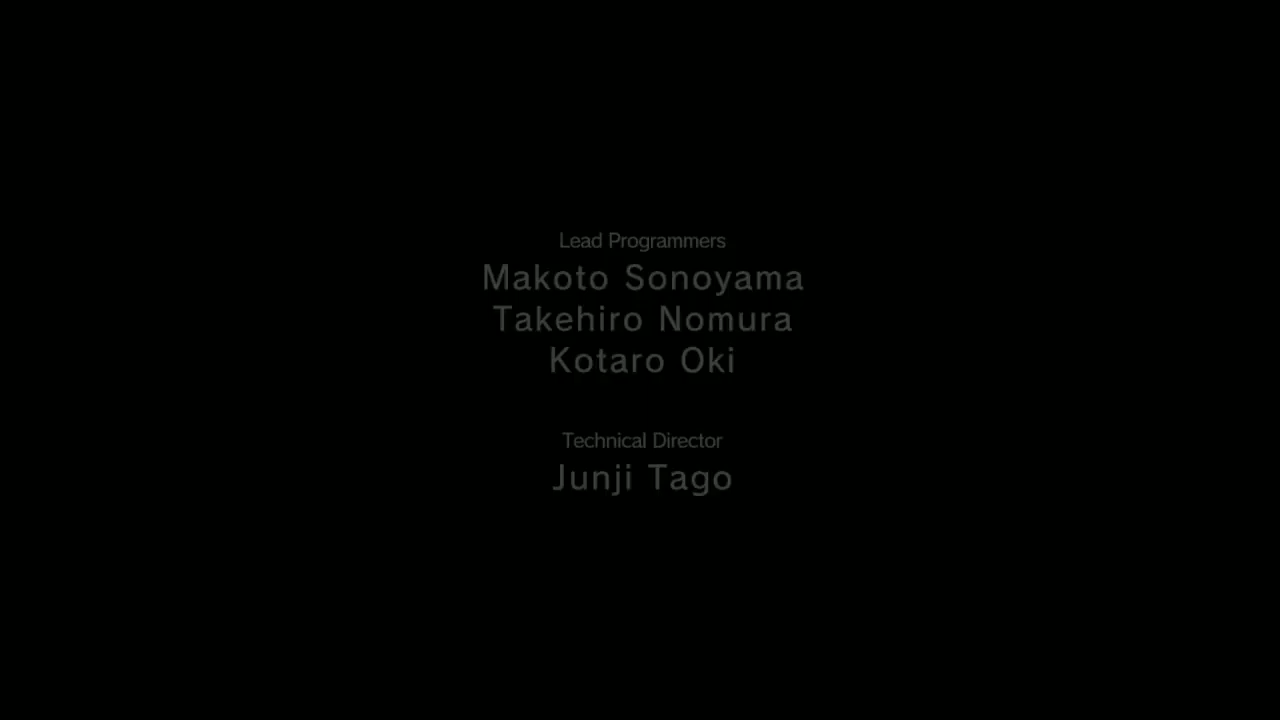 Lead Programmers
Makoto Sonoyama
Takehiro Nomura
Kotaro Oki
Technical Director
Junji Tago